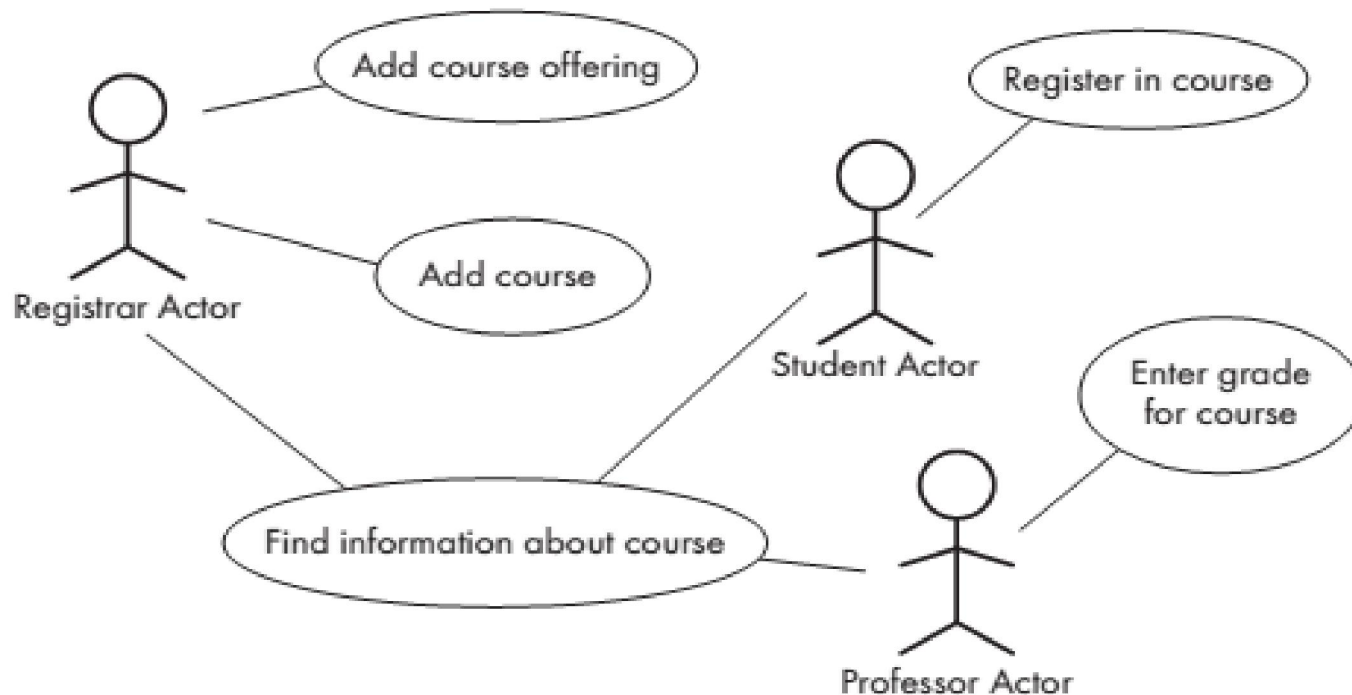 Add course offering
Register in course
Add course
Registrar Actor
Student Actor
Enter grade
for course
Find information about course
Professor Actor